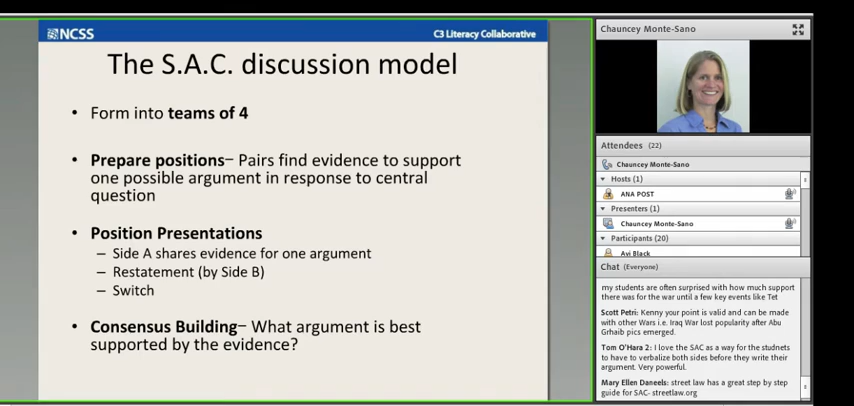 NCSS
C3 Literacy Collaborative
The S.A.C. discussion model
• Form into teams of 4
• Prepare positions– Pairs find evidence to support
one possible argument in response to central
question
• Position Presentations
– Side A shares evidence for one argument
– Restatement (by Side B)
– Switch
• Consensus Building– What argument is best
supported by the evidence?
Chauncey Monte-Sano
Attendees (22)
Chauncey Monte-Sano
Hosts (1)
ANA POST
Presenters (1)
Chauncey Monte-Sano
Participants (20)
Avi Black
Chat (Everyone)
my students are often surprised with how much support
there was for the war until a few key events like Tet
Scott Petri: Kenny your point is valid and can be made
with other Wars i.e. Iraq War lost popularity after Abu
Grhaib pics emerged.
Tom O'Hara 2: I love the SAC as a way for the studnets
to have to verbalize both sides before they write their
argument. Very powerful.
Mary Ellen Daneels: street law has a great step by step
guide for SAC- streetlaw.org